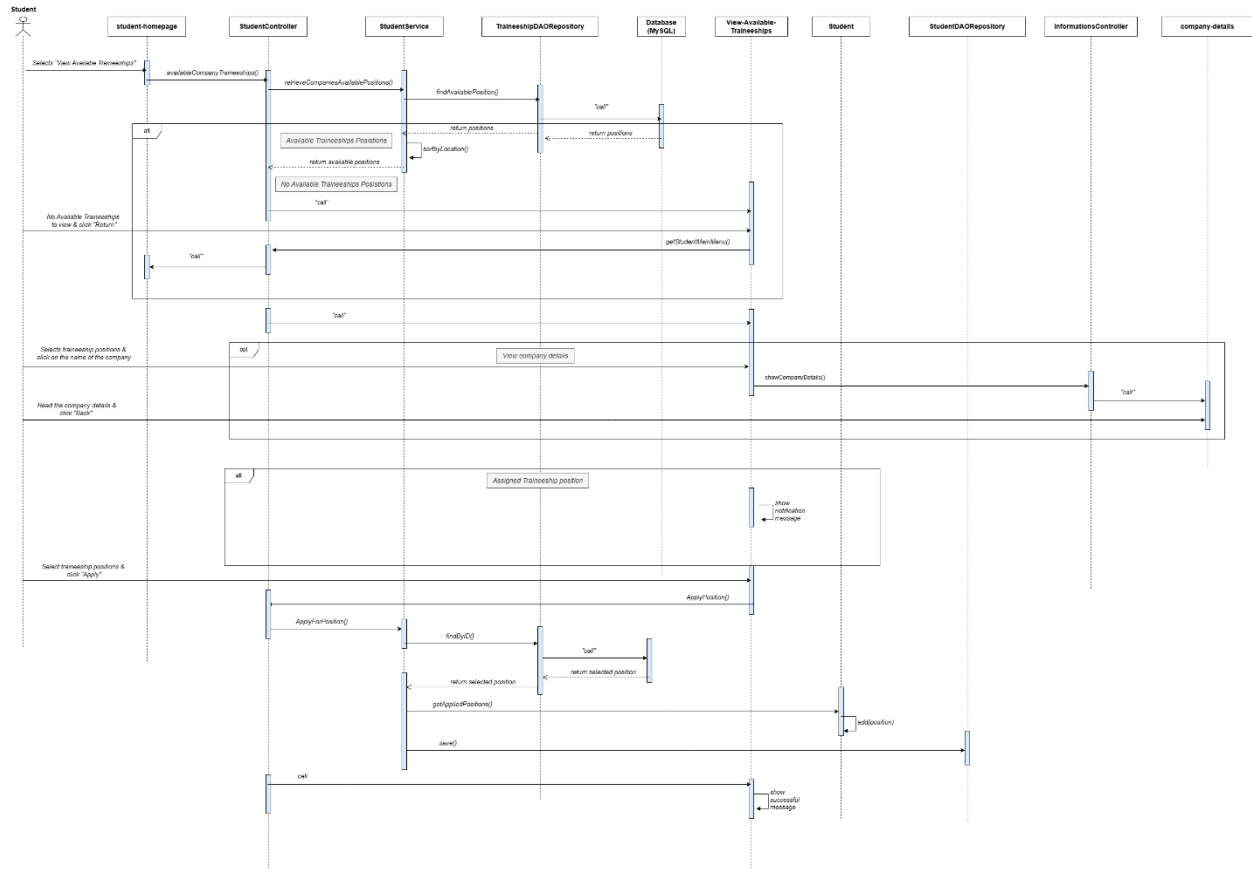 Student
student-homepage
StudentController
StudentService
TraineeshipDAORepository
Database
(MySQL)
View-Available-
Traineeships
Student
StudentDAORepository
InformationsController
company-details
Selects "View Availabe Traineeships"
availableCompanyTraineeships()
retrieveCompaniesAvailablePositions()
findAvailablePosition()
"call"
alt
return positions
return positions
Available Traineeships Posistions
sortbyLocation()
return available positions
No Available Traineeships Posistions
"call"
No Available Traineeships
to view & click "Return"
getStudentMainMenu()
"call"
"call"
Selects traineeship positions &
click on the name of the company
opt
View company details
showCompanyDetails()
"call"
Read the company details &
click "Back"
alt
Assigned Traineeship position
show
notification
message
Select traineeship positions &
click "Apply"
ApplyPosition()
ApplyForPosition()
findByID()
"call"
return selected position
return selected position
getAppliedPositions()
add(position)
save()
call
show
successful
message